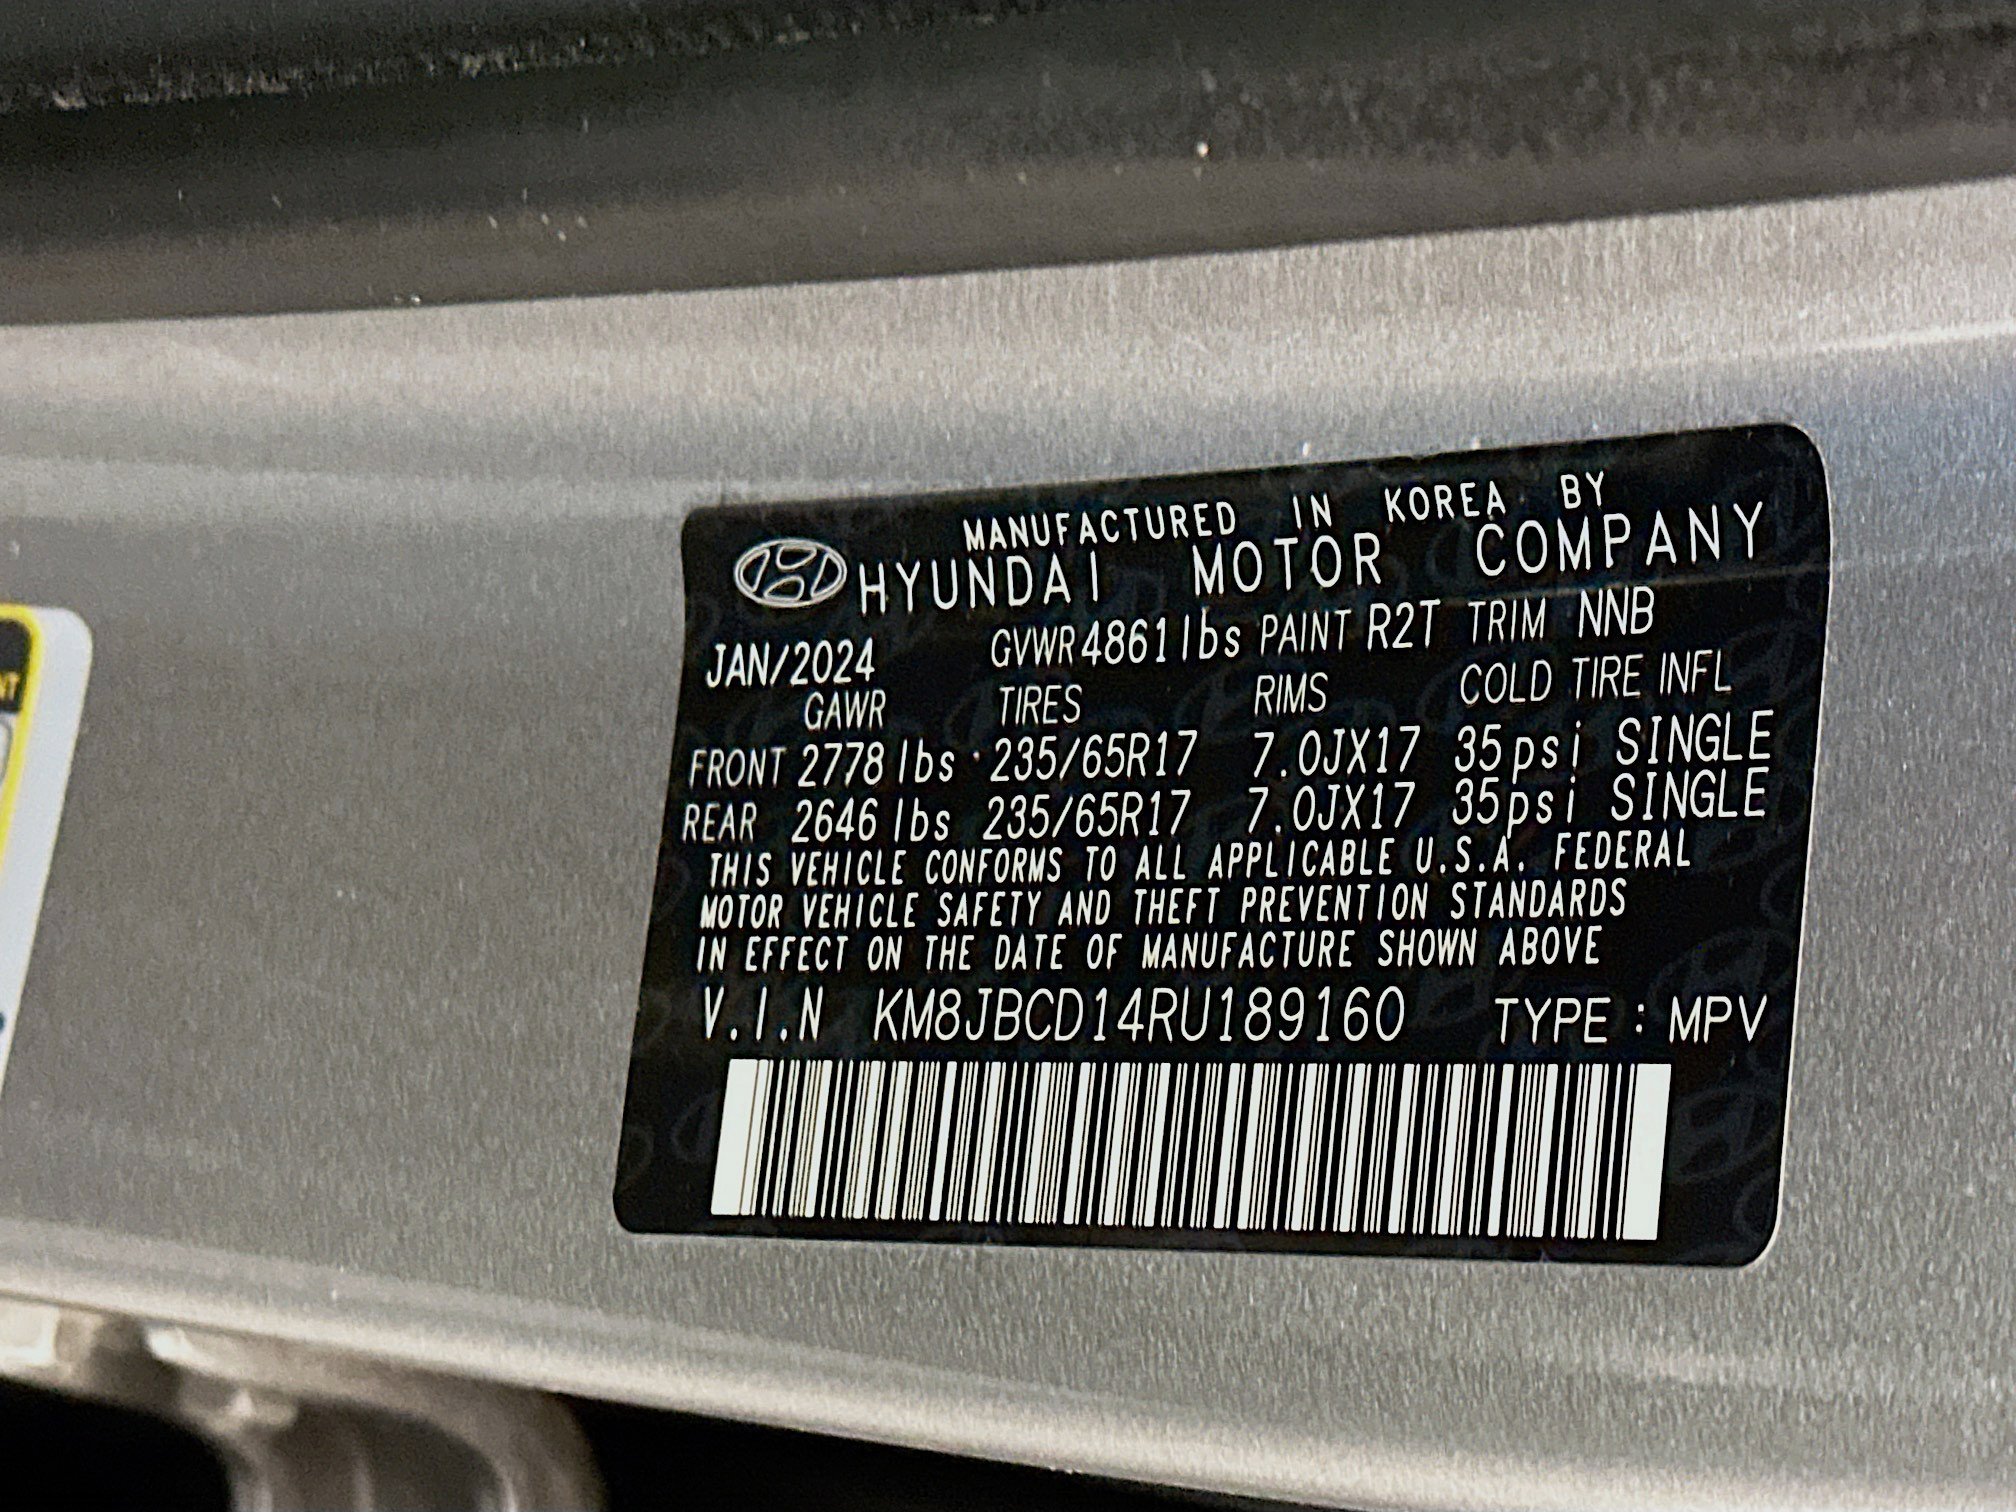 MANUFACTURED IN KOREA BY
HYUNDAI MOTOR COMPANY
JAN/2024 GVWR 4861lbs PAINT R2T TRIM NNB
GAWR TIRES RIMS COLD TIRE INFL
FRONT 2778 lbs 235/65R17 7.0JX17 35psi SINGLE
REAR 2646 lbs 235/65R17 7.0JX17 35psi SINGLE
THIS VEHICLE CONFORMS TO ALL APPLICABLE U.S.A. FEDERAL
MOTOR VEHICLE SAFETY AND THEFT PREVENTION STANDARDS
IN EFFECT ON THE DATE OF MANUFACTURE SHOWN ABOVE
V.I.N KM8JBCD14RU189160 TYPE : MPV